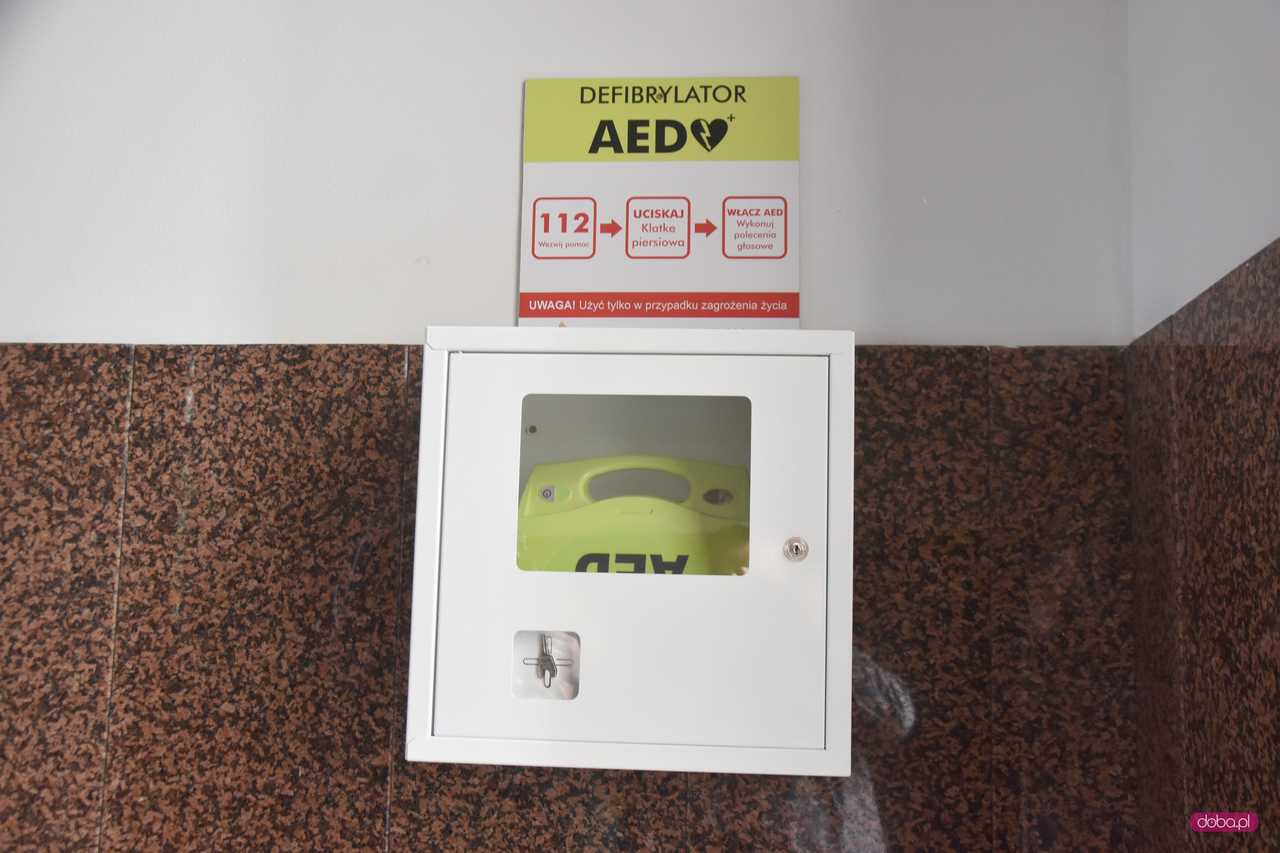 DEFIBRYLATOR
AED
112
Wezwij pomoc
UCISKAJ
Klatkę
piersiową
WŁĄCZ AED
Wykonuj
polecenia
głosowe
UWAGA! Użyć tylko w przypadku zagrożenia życia
AED
doba.pl